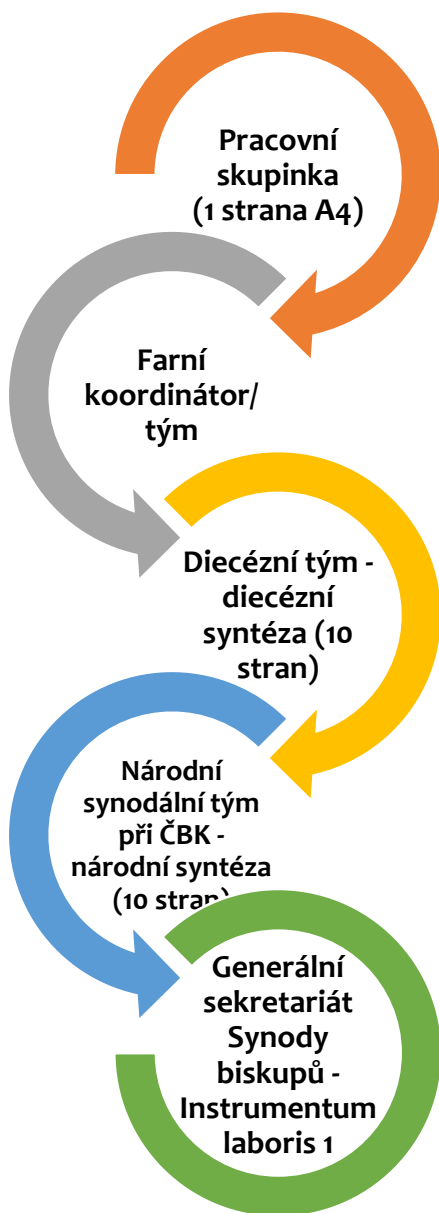 Pracovní
skupinka
(1 strana A4)
Farní
koordinátor/
tým
Diecézní tým -
diecézní
syntéza (10
stran)
Národní
synodální tým
při ČBK -
národní syntéza
(10 stran)
Generální
sekretariát
Synody
biskupů -
Instrumentum
laboris 1